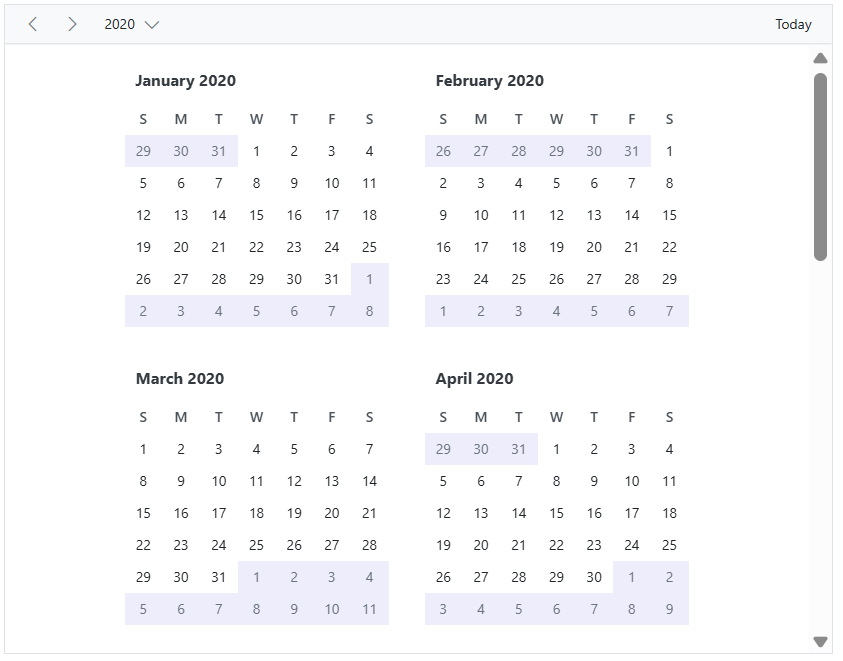 2020 Today
January 2020
S M T W T F S
29 30 31 1 2 3 4
5 6 7 8 9 10 11
12 13 14 15 16 17 18
19 20 21 22 23 24 25
26 27 28 29 30 31 1
2 3 4 5 6 7 8
February 2020
S M T W T F S
26 27 28 29 30 31 1
2 3 4 5 6 7 8
9 10 11 12 13 14 15
16 17 18 19 20 21 22
23 24 25 26 27 28 29
1 2 3 4 5 6 7
March 2020
S M T W T F S
1 2 3 4 5 6 7
8 9 10 11 12 13 14
15 16 17 18 19 20 21
22 23 24 25 26 27 28
29 30 31 1 2 3 4
5 6 7 8 9 10 11
April 2020
S M T W T F S
29 30 31 1 2 3 4
5 6 7 8 9 10 11
12 13 14 15 16 17 18
19 20 21 22 23 24 25
26 27 28 29 30 1 2
3 4 5 6 7 8 9